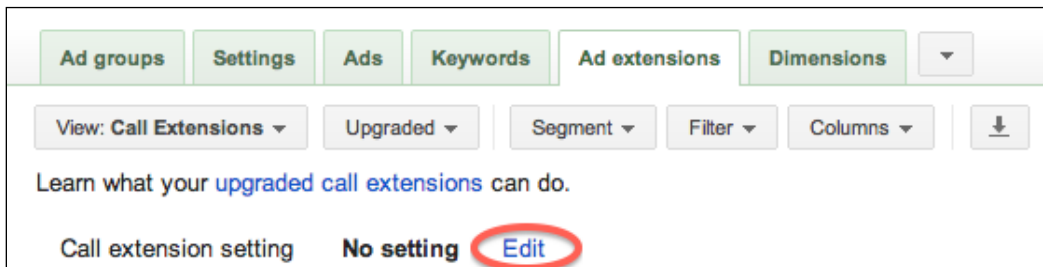 Ad groups Settings Ads Keywords Ad extensions Dimensions
View: Call Extensions Upgraded Segment Filter Columns
Learn what your upgraded call extensions can do.
Call extension setting No setting Edit